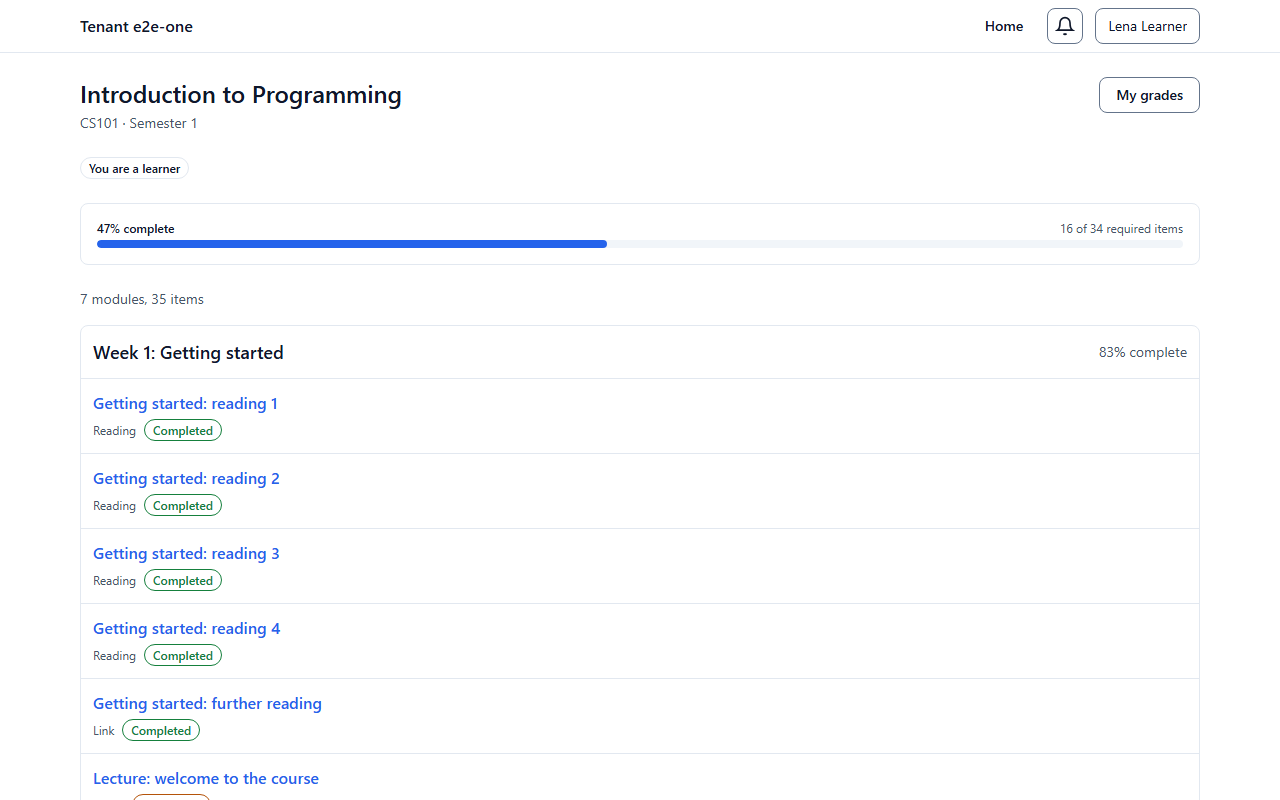 Tenant e2e-one
Home
Lena Learner
Introduction to Programming
My grades
CS101 · Semester 1
You are a learner
47% complete
16 of 34 required items
7 modules, 35 items
Week 1: Getting started
83% complete
Getting started: reading 1
Reading Completed
Getting started: reading 2
Reading Completed
Getting started: reading 3
Reading Completed
Getting started: reading 4
Reading Completed
Getting started: further reading
Link Completed
Lecture: welcome to the course